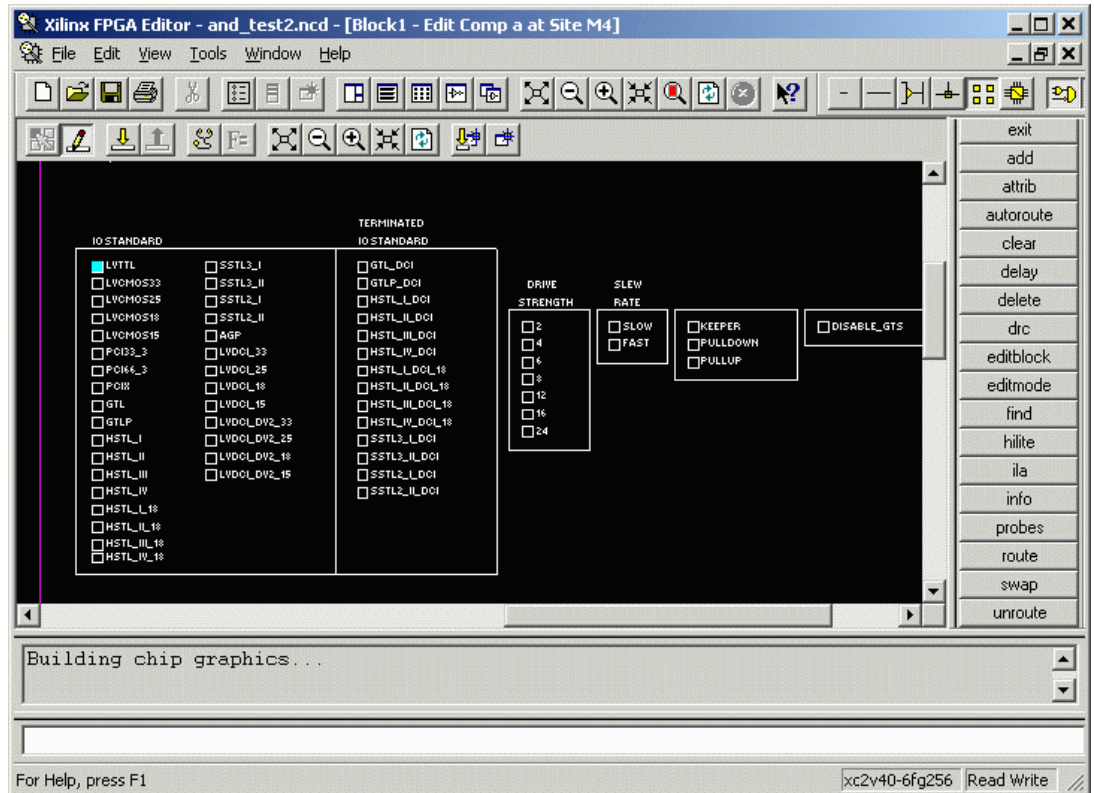 Xilinx FPGA Editor - and_test2.ncd - [Block1 - Edit Comp a at Site M4]
File Edit View Tools Window Help
F=
exit
add
attrib
autoroute
clear
delay
delete
drc
editblock
editmode
find
hilite
ila
info
probes
route
swap
unroute
IO STANDARD
LVTTL
LVCMOS33
LVCMOS25
LVCMOS18
LVCMOS15
PCI33_3
PCI66_3
PCIX
GTL
GTLP
HSTL_I
HSTL_II
HSTL_III
HSTL_IV
HSTL_I_18
HSTL_II_18
HSTL_III_18
HSTL_IV_18
SSTL3_I
SSTL3_II
SSTL2_I
SSTL2_II
AGP
LVDCI_33
LVDCI_25
LVDCI_18
LVDCI_15
LVDCI_DV2_33
LVDCI_DV2_25
LVDCI_DV2_18
LVDCI_DV2_15
TERMINATED
IO STANDARD
GTL_DCI
GTLP_DCI
HSTL_I_DCI
HSTL_II_DCI
HSTL_III_DCI
HSTL_IV_DCI
HSTL_I_DCI_18
HSTL_II_DCI_18
HSTL_III_DCI_18
HSTL_IV_DCI_18
SSTL3_I_DCI
SSTL3_II_DCI
SSTL2_I_DCI
SSTL2_II_DCI
DRIVE
STRENGTH
2
4
6
8
12
16
24
SLEW
RATE
SLOW
FAST
KEEPER
PULLDOWN
PULLUP
DISABLE_GTS
Building chip graphics...
For Help, press F1
xc2v40-6fg256
Read Write